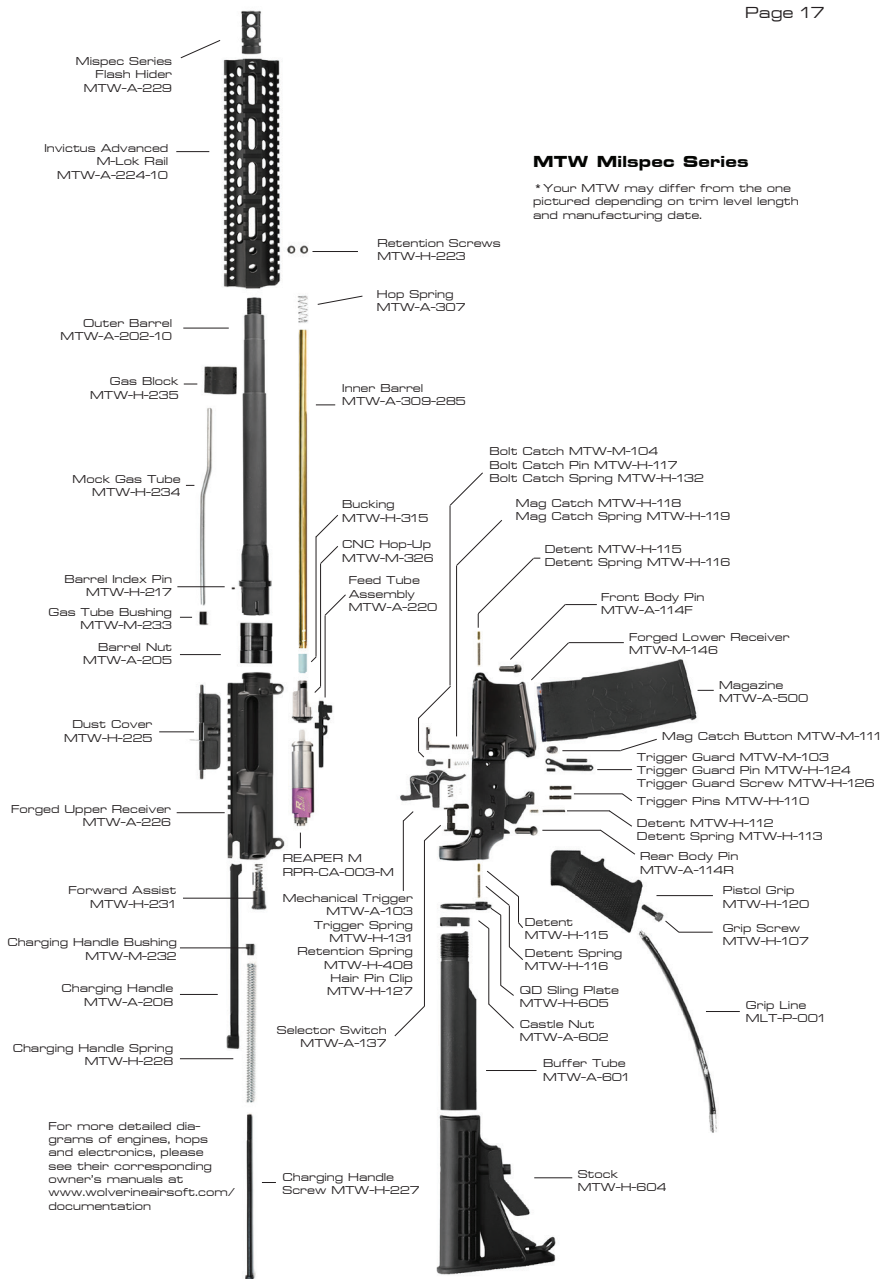 Page 17
Mispec Series
Flash Hider
MTW-A-229
Invictus Advanced
M-Lok Rail
MTW-A-224-10
MTW Milspec Series
*Your MTW may differ from the one
pictured depending on trim level length
and manufacturing date.
Retention Screws
MTW-H-223
Hop Spring
MTW-A-307
Outer Barrel
MTW-A-202-10
Gas Block
MTW-H-235
Inner Barrel
MTW-A-309-285
Mock Gas Tube
MTW-H-234
Bolt Catch MTW-M-104
Bolt Catch Pin MTW-H-117
Bolt Catch Spring MTW-H-132
Mag Catch MTW-H-118
Mag Catch Spring MTW-H-119
Bucking
MTW-H-315
CNC Hop-Up
MTW-M-326
Detent MTW-H-115
Detent Spring MTW-H-116
Barrel Index Pin
MTW-H-217
Feed Tube
Assembly
MTW-A-220
Front Body Pin
MTW-A-114F
Gas Tube Bushing
MTW-M-233
Forged Lower Receiver
MTW-M-146
Barrel Nut
MTW-A-205
Magazine
MTW-A-500
Dust Cover
MTW-H-225
Mag Catch Button MTW-M-111
Trigger Guard MTW-M-103
Trigger Guard Pin MTW-H-124
Trigger Guard Screw MTW-H-126
Trigger Pins MTW-H-110
Forged Upper Receiver
MTW-A-226
Detent MTW-H-112
Detent Spring MTW-H-113
R
REAPER M
RPR-CA-003-M
Rear Body Pin
MTW-A-114R
Forward Assist
MTW-H-231
Mechanical Trigger
MTW-A-103
Trigger Spring
MTW-H-131
Retention Spring
MTW-H-408
Hair Pin Clip
MTW-H-127
Pistol Grip
MTW-H-120
Detent
MTW-H-115
Grip Screw
MTW-H-107
Charging Handle Bushing
MTW-M-232
Detent Spring
MTW-H-116
Charging Handle
MTW-A-208
QD Sling Plate
MTW-H-605
Grip Line
MLT-P-001
Selector Switch
MTW-A-137
Castle Nut
MTW-A-602
Charging Handle Spring
MTW-H-228
Buffer Tube
MTW-A-601
For more detailed dia-
grams of engines, hops
and electronics, please
see their corresponding
owner's manuals at
www.wolverineairsoft.com/
documentation
Charging Handle
Screw MTW-H-227
Stock
MTW-H-604